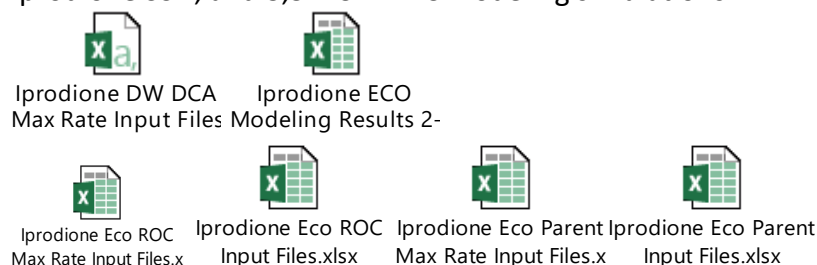 Iprodione DW DCA
Max Rate Input Files
Iprodione ECO
Modeling Results 2-
Iprodione Eco ROC
Max Rate Input Files.x
Iprodione Eco ROC
Input Files.xlsx
Iprodione Eco Parent
Max Rate Input Files.x
Iprodione Eco Parent
Input Files.xlsx